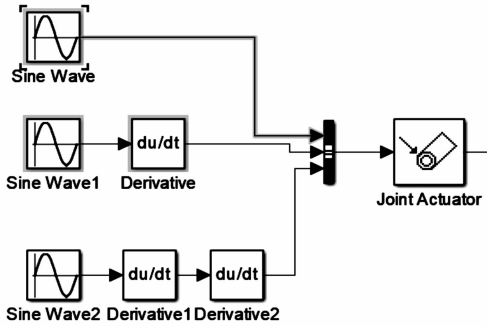 Sine Wave
du/dt
Sine Wave1 Derivative
Joint Actuator
du/dt du/dt
Sine Wave2 Derivative1 Derivative2